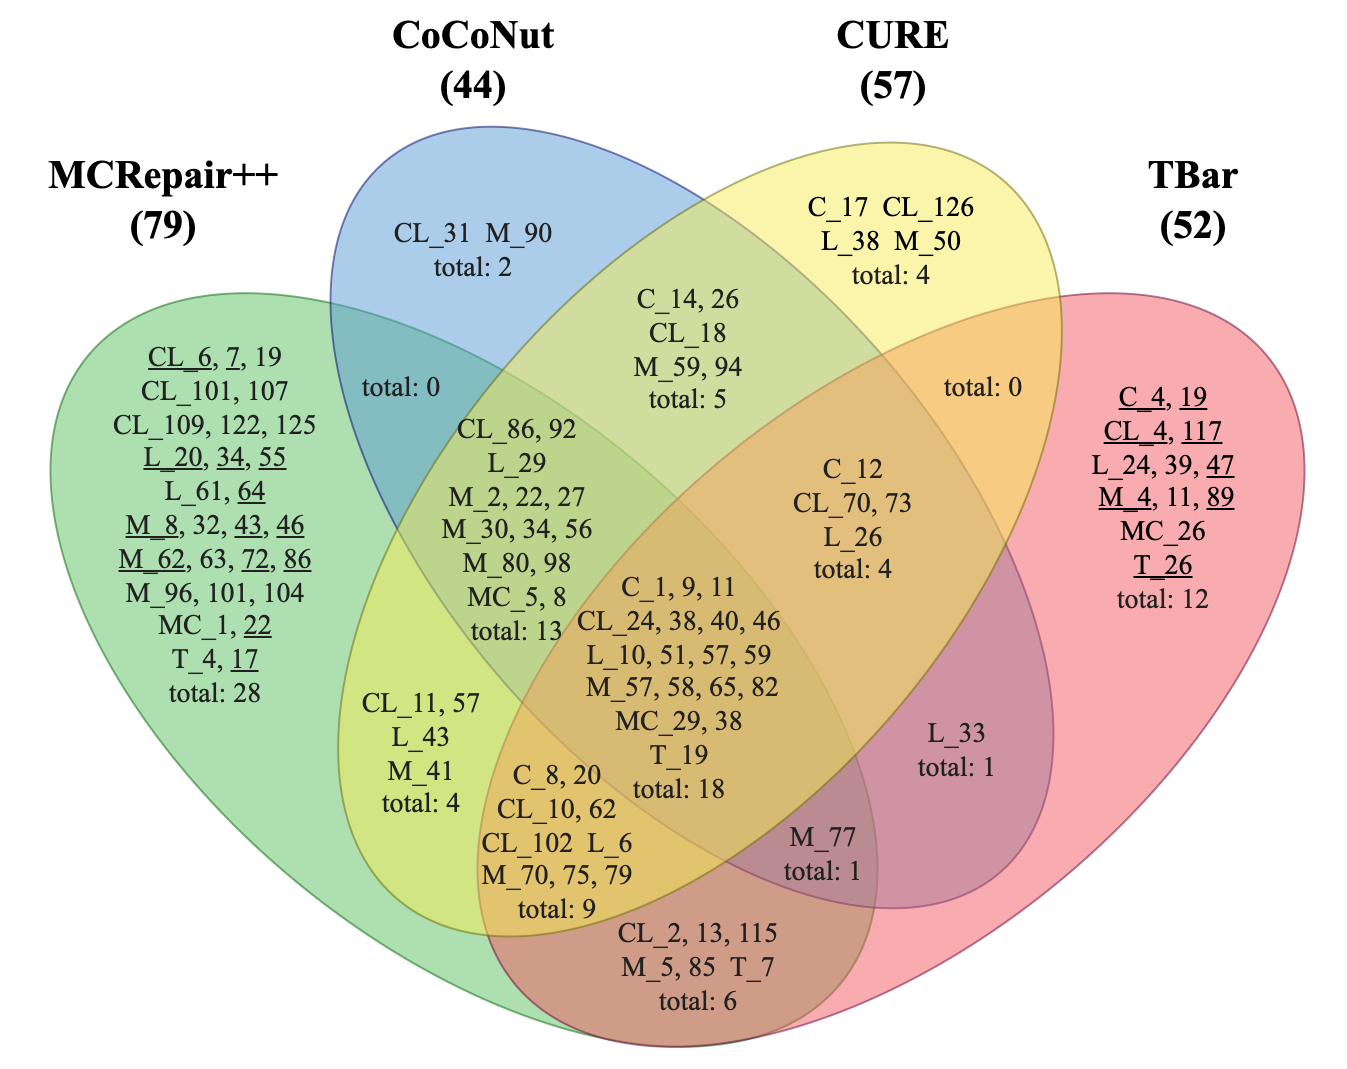 CoCoNut
(44)
CURE
(57)
MCRepair++
(79)
TBar
(52)
CL_31 M_90
total: 2
C_17 CL_126
L_38 M_50
total: 4
C_14, 26
CL_18
M_59, 94
total: 5
total: 0
total: 0
CL_6, 7, 19
CL_101, 107
CL_109, 122, 125
L_20, 34, 55
L_61, 64
M_8, 32, 43, 46
M_62, 63, 72, 86
M_96, 101, 104
MC_1, 22
T_4, 17
total: 28
CL_86, 92
L_29
M_2, 22, 27
M_30, 34, 56
M_80, 98
MC_5, 8
total: 13
C_12
CL_70, 73
L_26
total: 4
C_4, 19
CL_4, 117
L_24, 39, 47
M_4, 11, 89
MC_26
T_26
total: 12
C_1, 9, 11
CL_24, 38, 40, 46
L_10, 51, 57, 59
M_57, 58, 65, 82
MC_29, 38
T_19
total: 18
CL_11, 57
L_43
M_41
total: 4
C_8, 20
CL_10, 62
CL_102 L_6
M_70, 75, 79
total: 9
L_33
total: 1
M_77
total: 1
CL_2, 13, 115
M_5, 85 T_7
total: 6